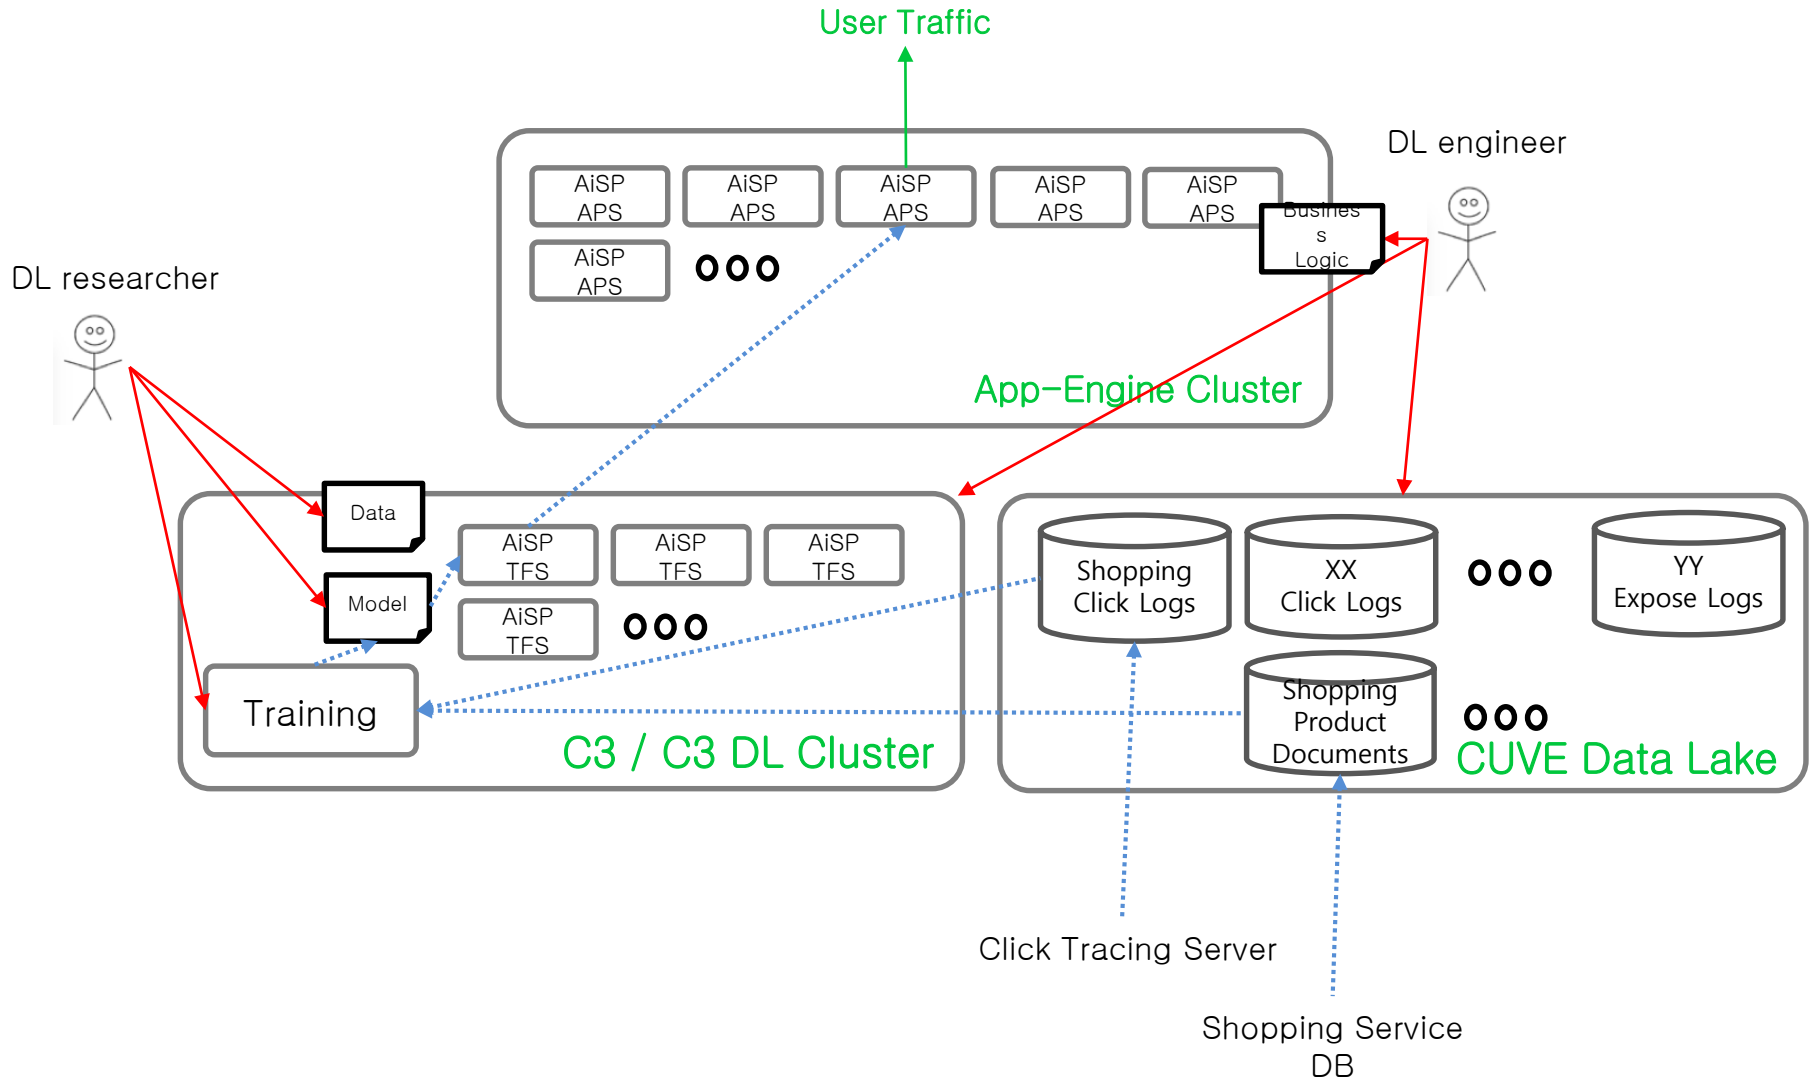 User Traffic
DL engineer
AiSP
APS
AiSP
APS
AiSP
APS
AiSP
APS
AiSP
APS
Busines
s
Logic
AiSP
APS
DL researcher
App-Engine Cluster
Data
AiSP
TFS
AiSP
TFS
AiSP
TFS
Model
AiSP
TFS
Training
C3 / C3 DL Cluster
Shopping
Click Logs
XX
Click Logs
YY
Expose Logs
Shopping
Product
Documents
CUVE Data Lake
Click Tracing Server
Shopping Service
DB